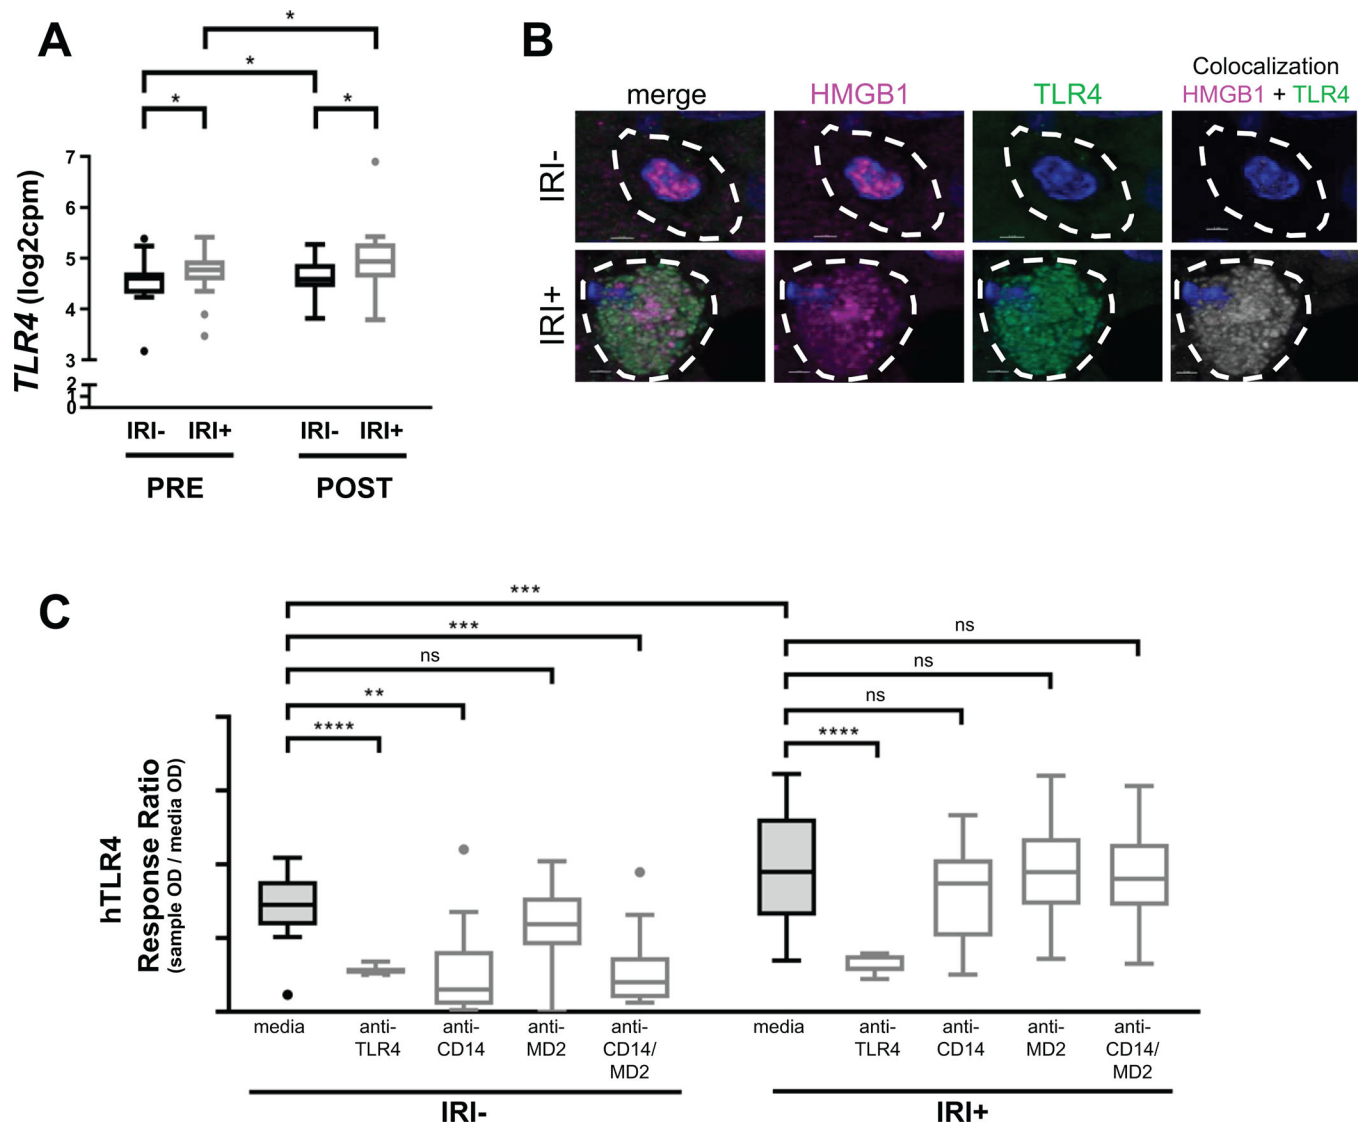 A
*
*
*
*
TLR4 (log2cpm)
7
6
5
4
3
2
1
0
IRI-
IRI+
IRI-
IRI+
PRE
POST
B
merge
HMGB1
TLR4
Colocalization
HMGB1 + TLR4
IRI-
IRI+
C
***
***
ns
**
****
ns
ns
ns
****
hTLR4
Response Ratio
(sample OD / media OD)
media
anti-
TLR4
anti-
CD14
anti-
MD2
anti-
CD14/
MD2
media
anti-
TLR4
anti-
CD14
anti-
MD2
anti-
CD14/
MD2
IRI-
IRI+